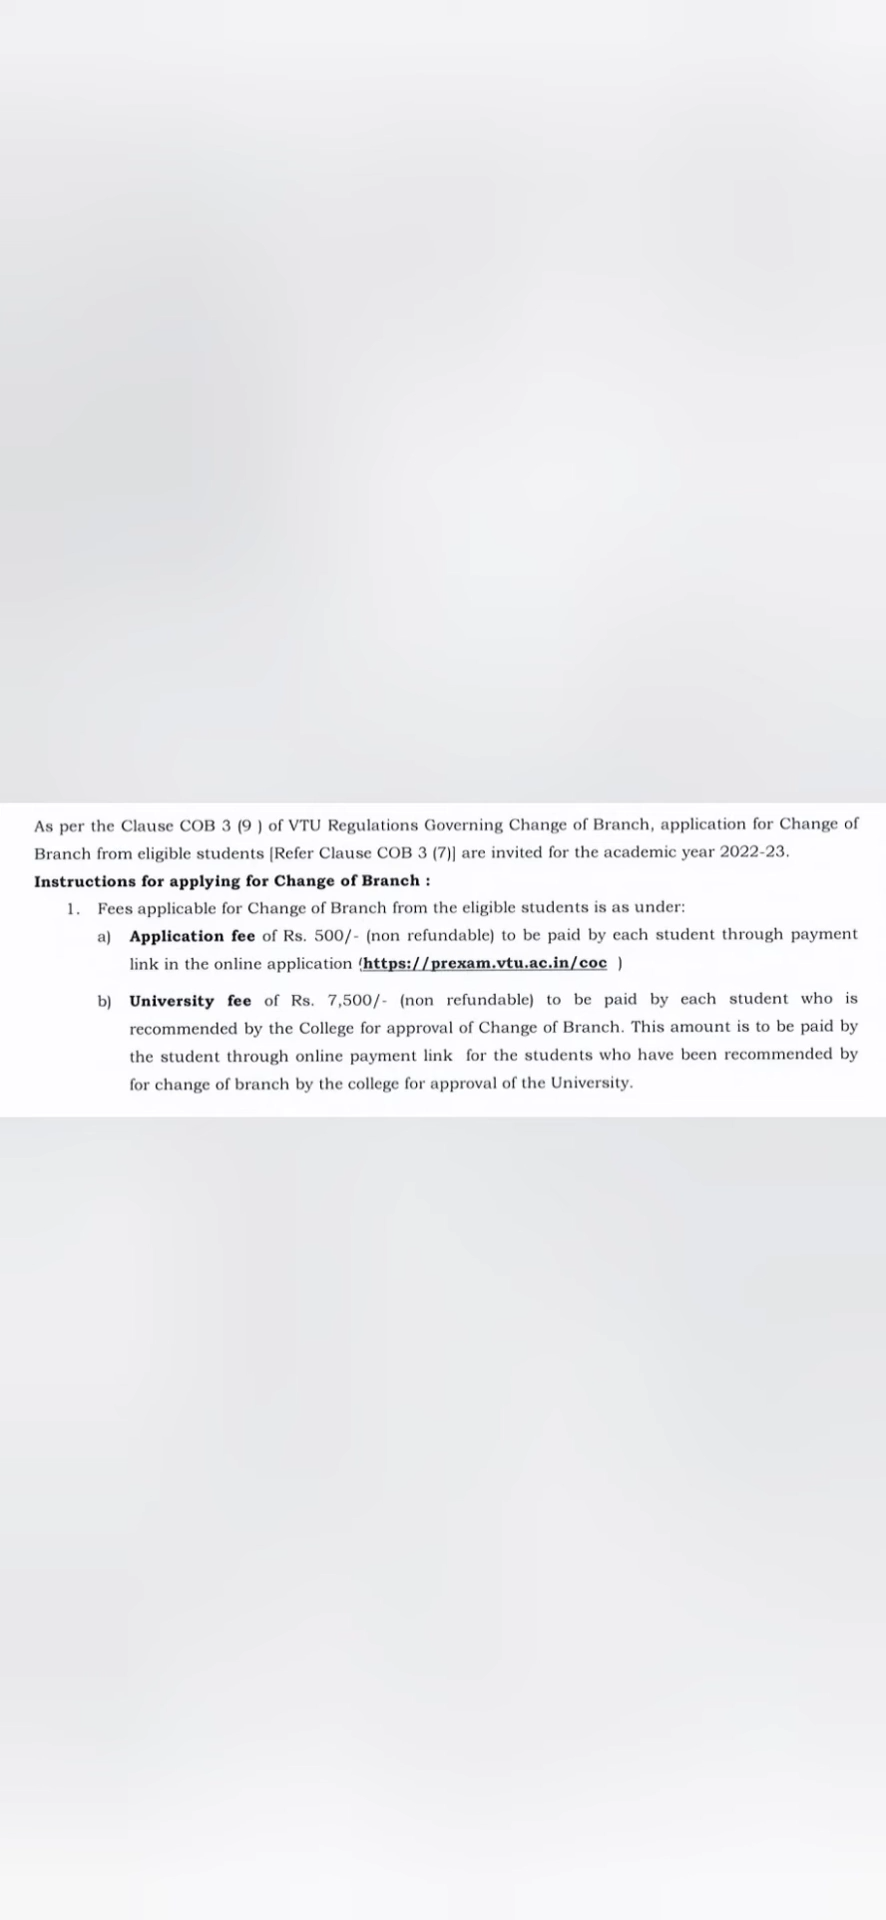 As per the Clause COB 3 (9 ) of VTU Regulations Governing Change of Branch, application for Change of
Branch from eligible students [Refer Clause COB 3 (7)] are invited for the academic year 2022-23.
Instructions for applying for Change of Branch :
1. Fees applicable for Change of Branch from the eligible students is as under:
a) Application fee of Rs. 500/- (non refundable) to be paid by each student through payment
link in the online application (https://prexam.vtu.ac.in/coc )
b) University fee of Rs. 7,500/- (non refundable) to be paid by each student who is
recommended by the College for approval of Change of Branch. This amount is to be paid by
the student through online payment link for the students who have been recommended by
for change of branch by the college for approval of the University.